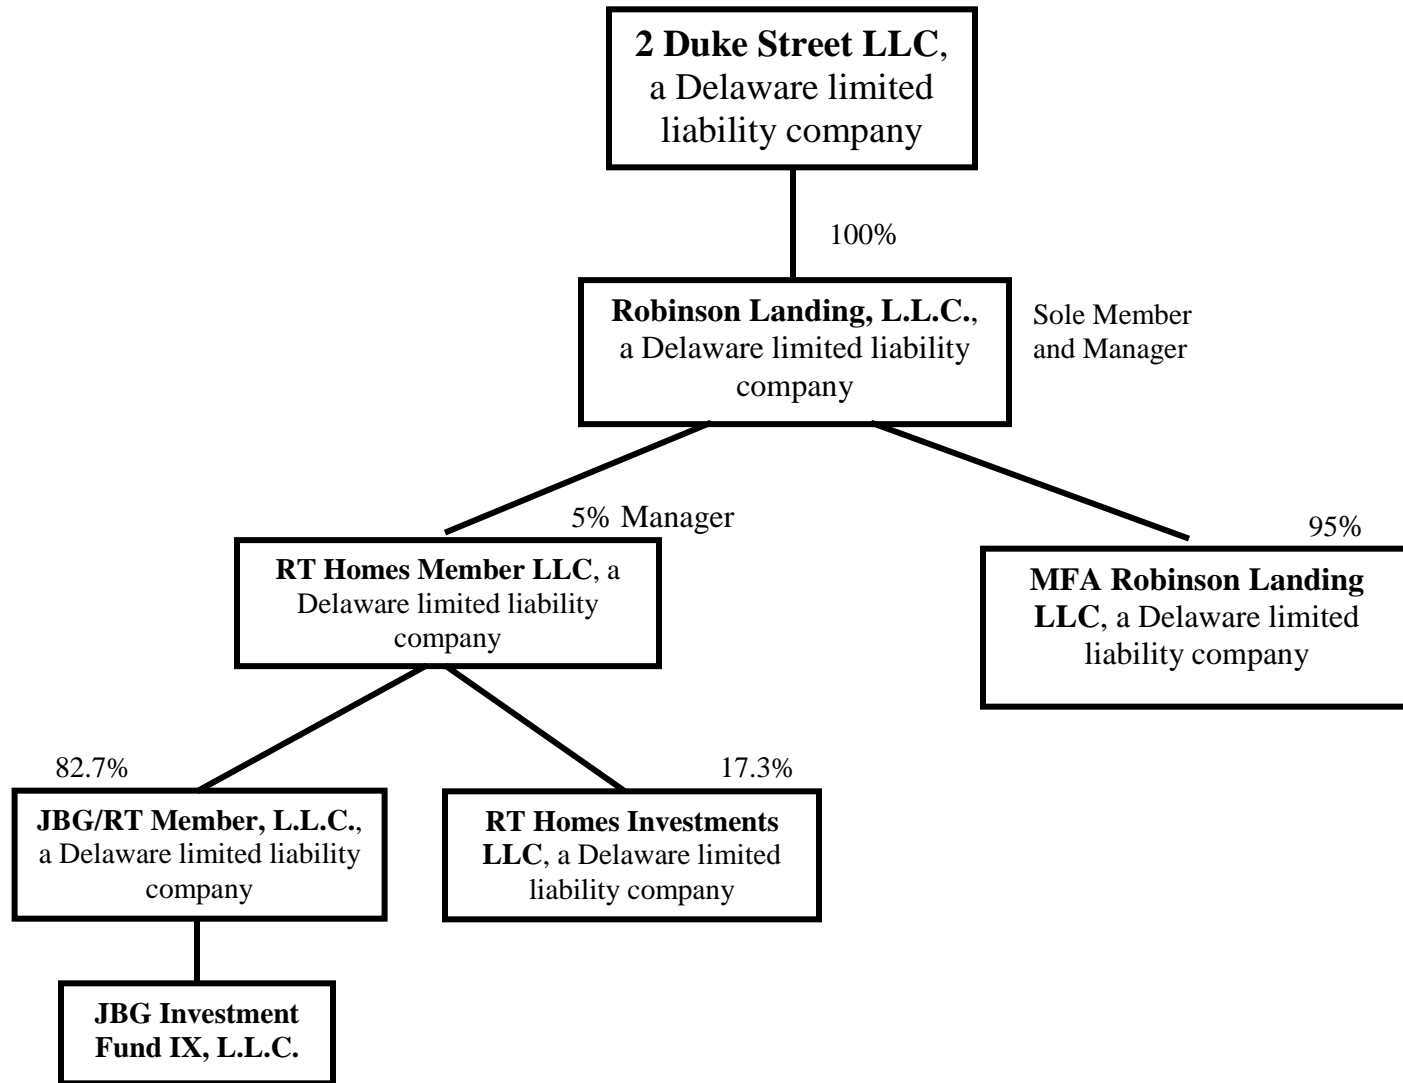 2 Duke Street LLC,
a Delaware limited
liability company
100%
Robinson Landing, L.L.C.,
a Delaware limited liability
company
Sole Member
and Manager
5% Manager
RT Homes Member LLC, a
Delaware limited liability
company
95%
MFA Robinson Landing
LLC, a Delaware limited
liability company
82.7%
JBG/RT Member, L.L.C.,
a Delaware limited liability
company
17.3%
RT Homes Investments
LLC, a Delaware limited
liability company
JBG Investment
Fund IX, L.L.C.